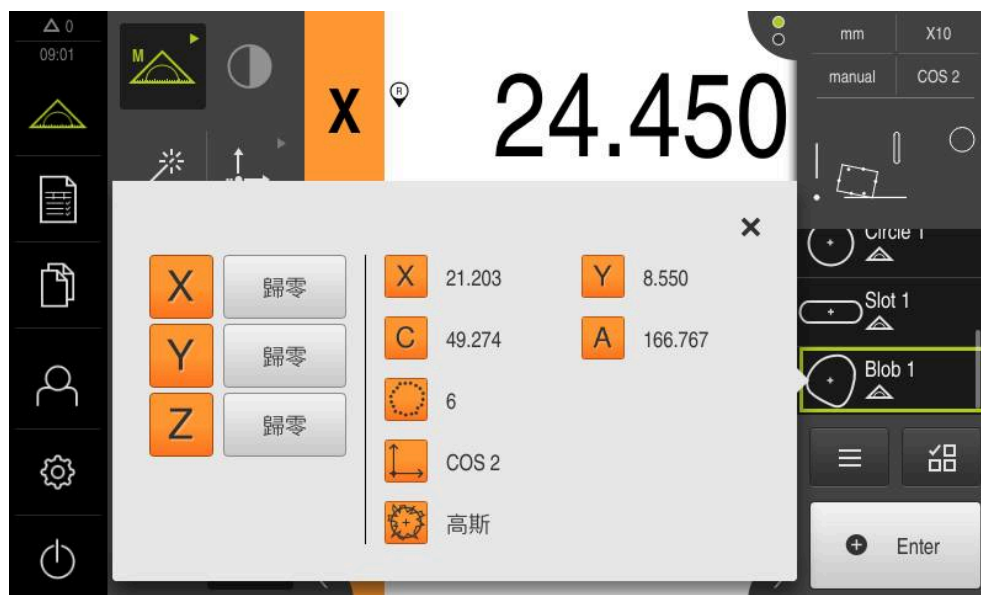 0
09:01
M
X
R
24.450
mm
X10
manual
COS 2
X
歸零
Y
歸零
Z
歸零
X
21.203
Y
8.550
C
49.274
A
166.767
6
COS 2
高斯
Circle 1
Slot 1
Blob 1
Enter